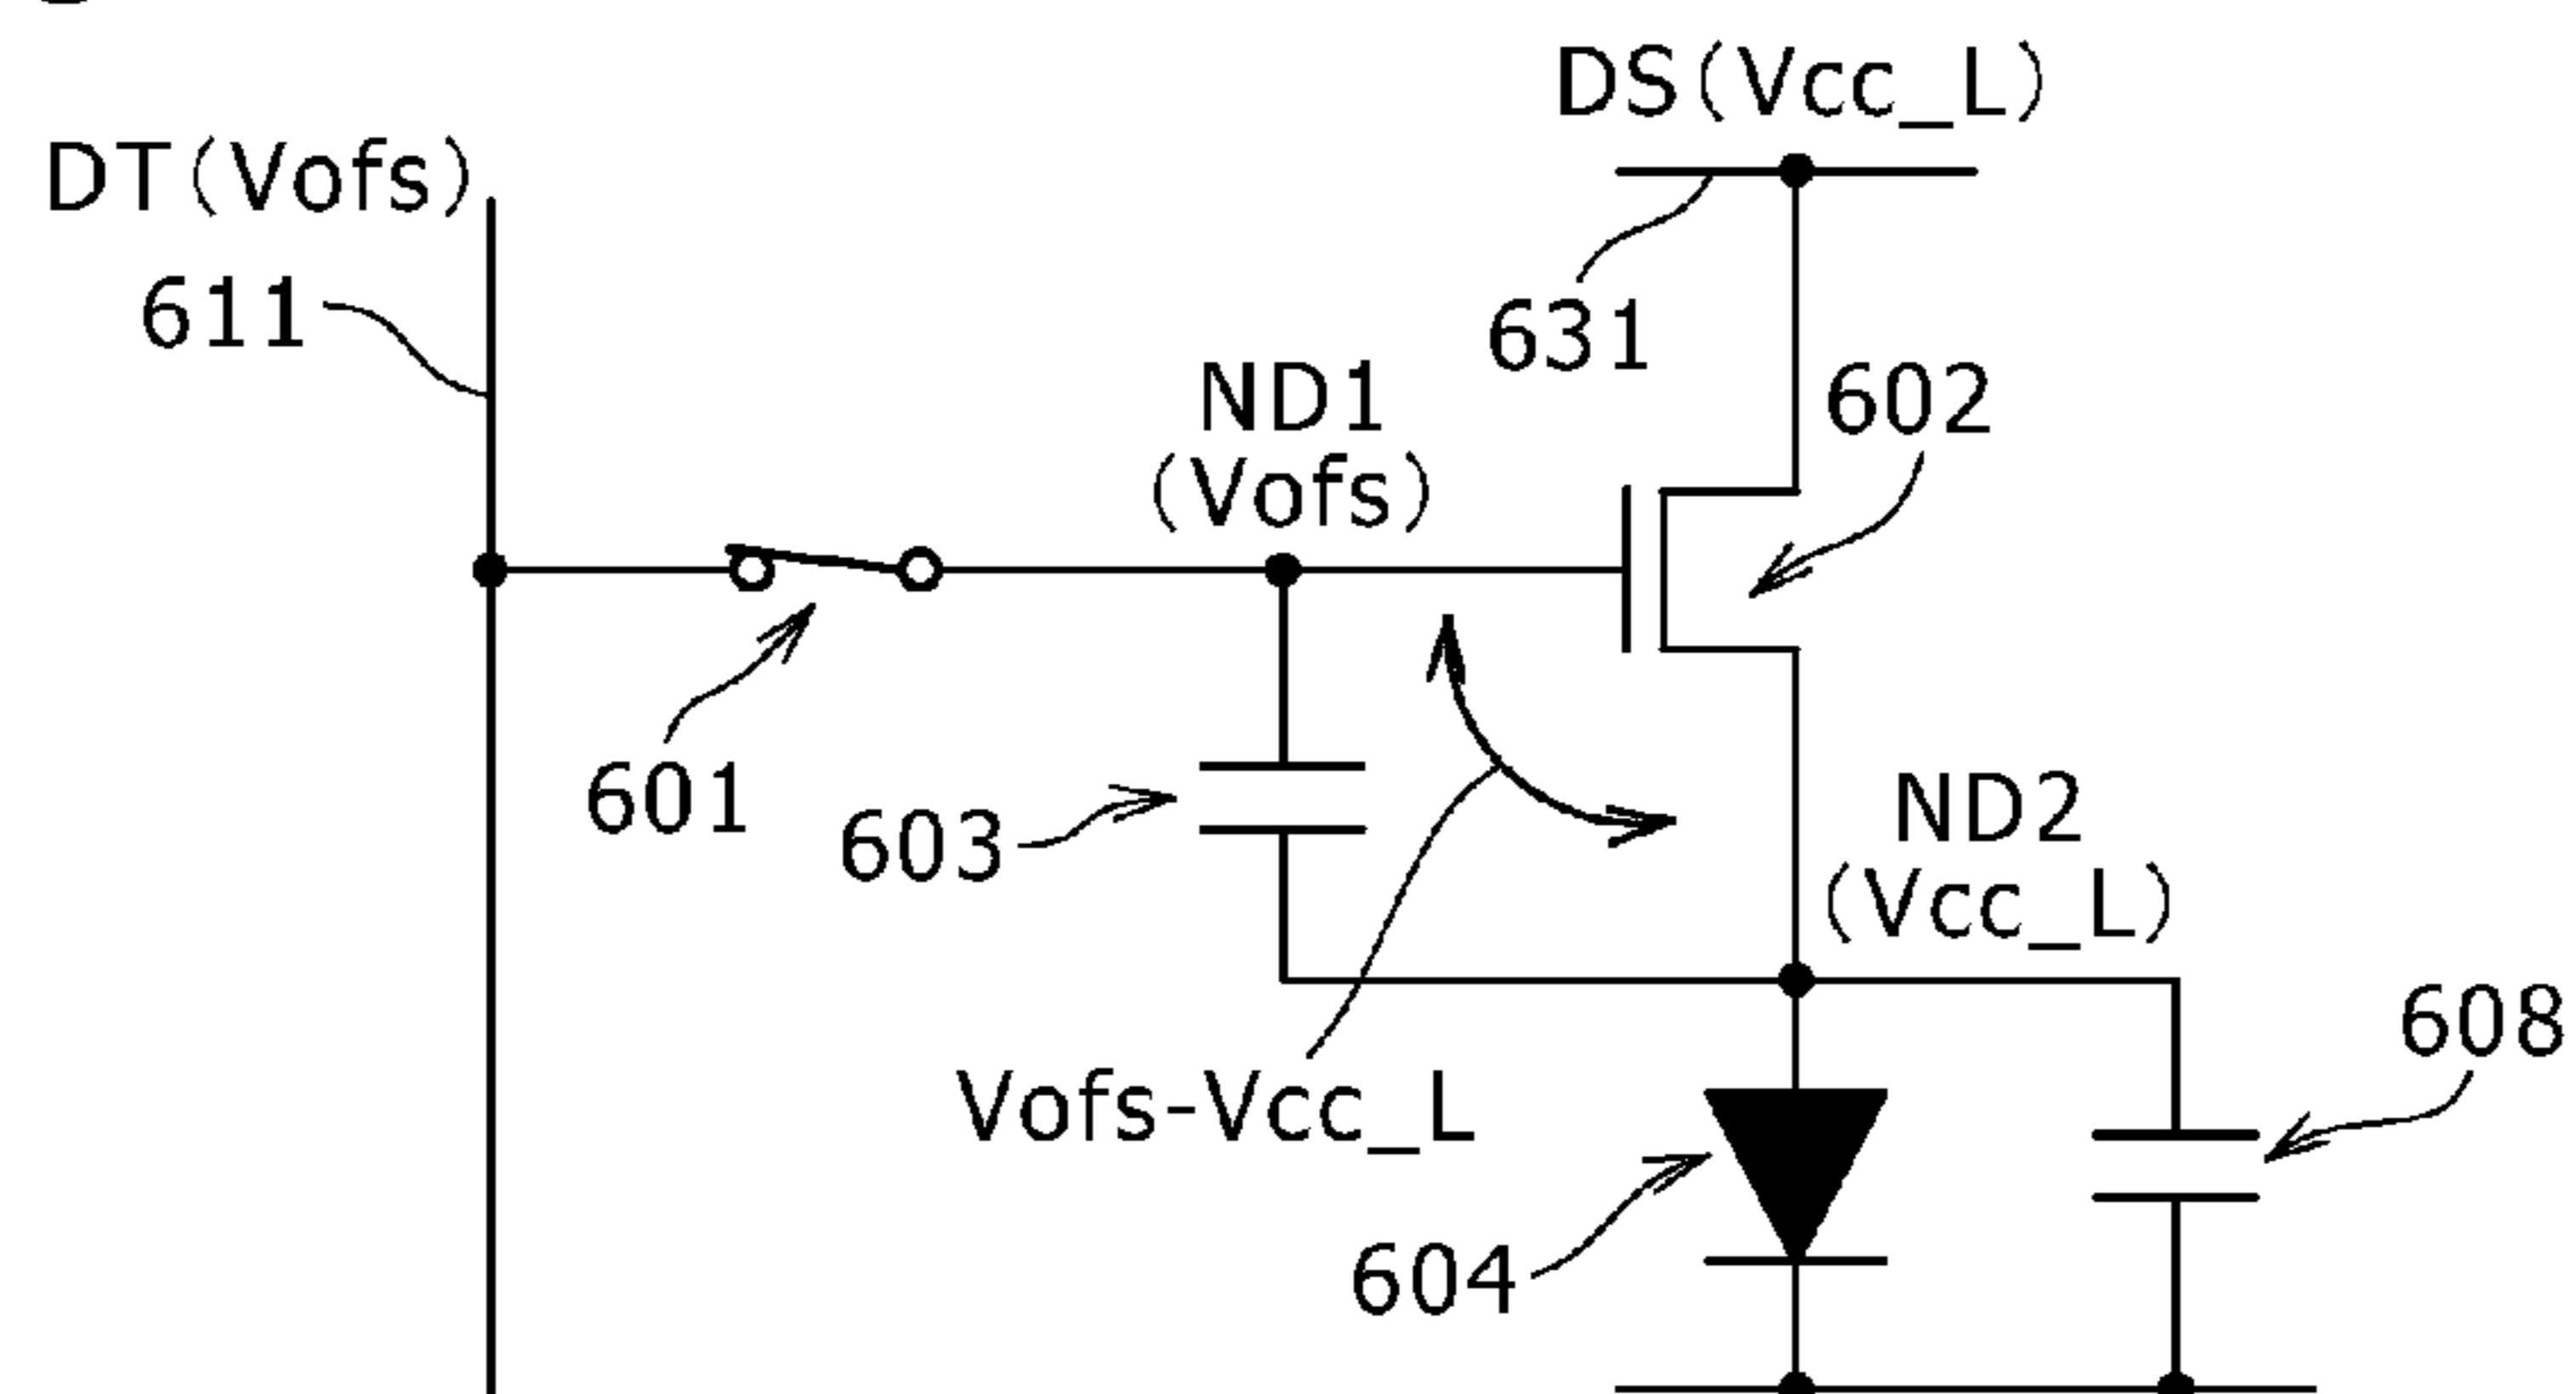 DS(Vcc_L)
DT(Vofs)
611
631
ND1
(Vofs)
602
601
603
ND2
(Vcc_L)
608
Vofs-Vcc_L
604